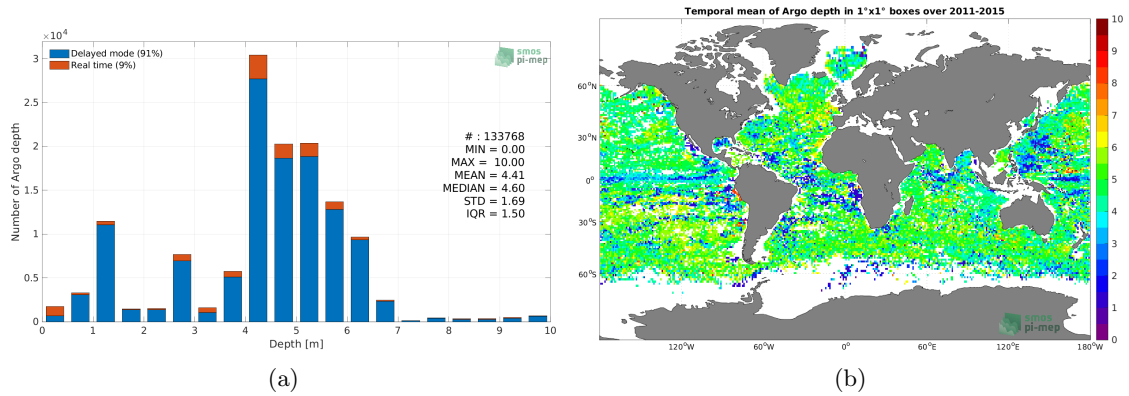 ×10⁴
Delayed mode (91%)
Real time (9%)
smos
pi-mep
# : 133768
MIN = 0.00
MAX = 10.00
MEAN = 4.41
MEDIAN = 4.60
STD = 1.69
IQR = 1.50
Number of Argo depth
3
2.5
2
1.5
1
0.5
0
0 1 2 3 4 5 6 7 8 9 10
Depth [m]
(a)
Temporal mean of Argo depth in 1°x1° boxes over 2011-2015
60°N
30°N
0°
30°S
60°S
120°W 60°W 0° 60°E 120°E 180°W
smos
pi-mep
10
9
8
7
6
5
4
3
2
1
0
(b)